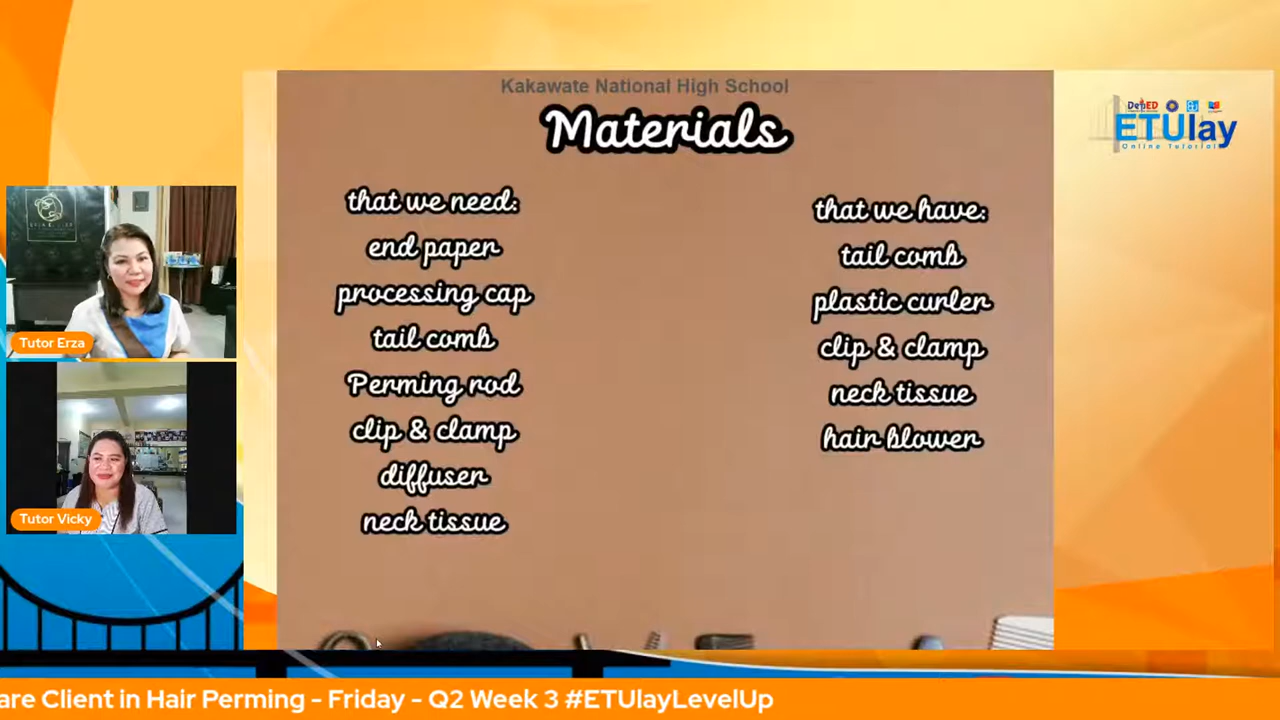 Kakawate National High School
Materials
that we need:
end paper
processing cap
tail comb
Perming rod
clip & clamp
diffuser
neck tissue
that we have:
tail comb
plastic curler
clip & clamp
neck tissue
hair blower
DepED
ETUlay
Online Tutorial
Tutor Erza
Tutor Vicky
are Client in Hair Perming - Friday - Q2 Week 3 #ETUlayLevelUp